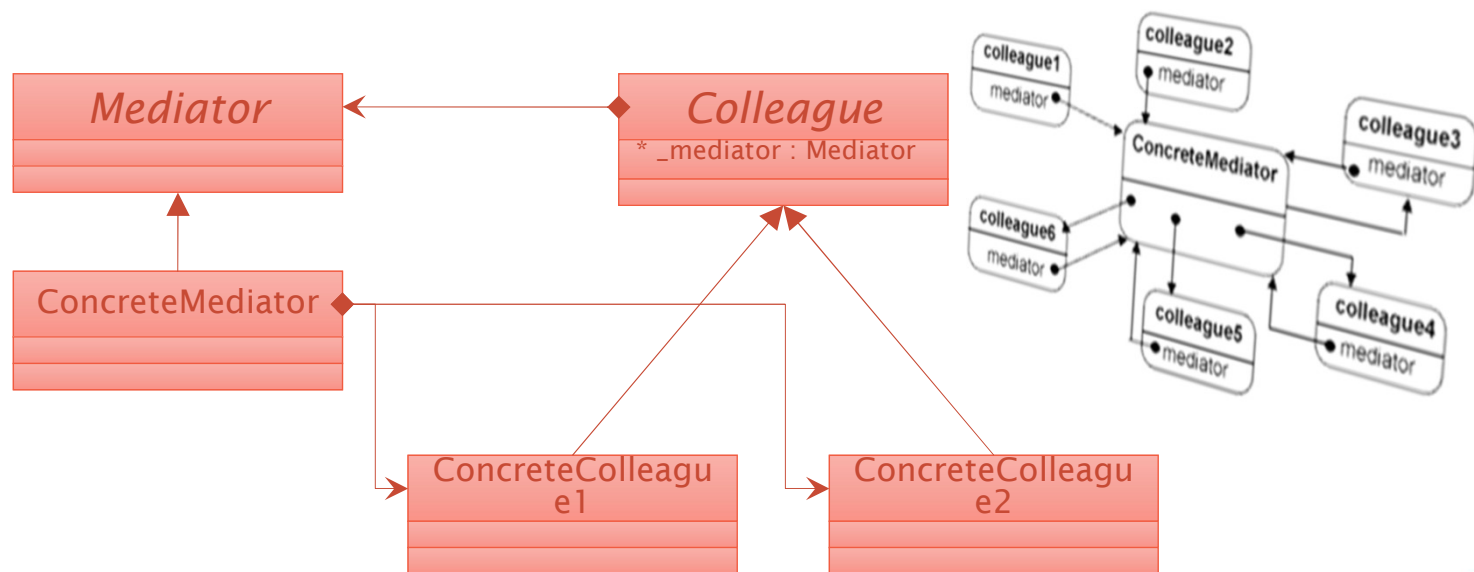 Mediator
Colleague
* _mediator : Mediator
ConcreteMediator
ConcreteColleagu
e1
ConcreteColleagu
e2
colleague1
mediator
colleague2
mediator
colleague3
mediator
ConcreteMediator
colleague6
mediator
colleague5
mediator
colleague4
mediator